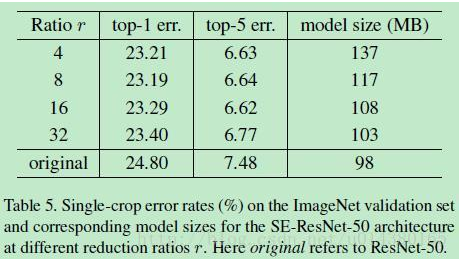 Ratio r top-1 err. top-5 err. model size (MB)
4 23.21 6.63 137
8 23.19 6.64 117
16 23.29 6.62 108
32 23.40 6.77 103
original 24.80 7.48 98
Table 5. Single-crop error rates (%) on the ImageNet validation set
and corresponding model sizes for the SE-ResNet-50 architecture
at different reduction ratios r. Here original refers to ResNet-50.